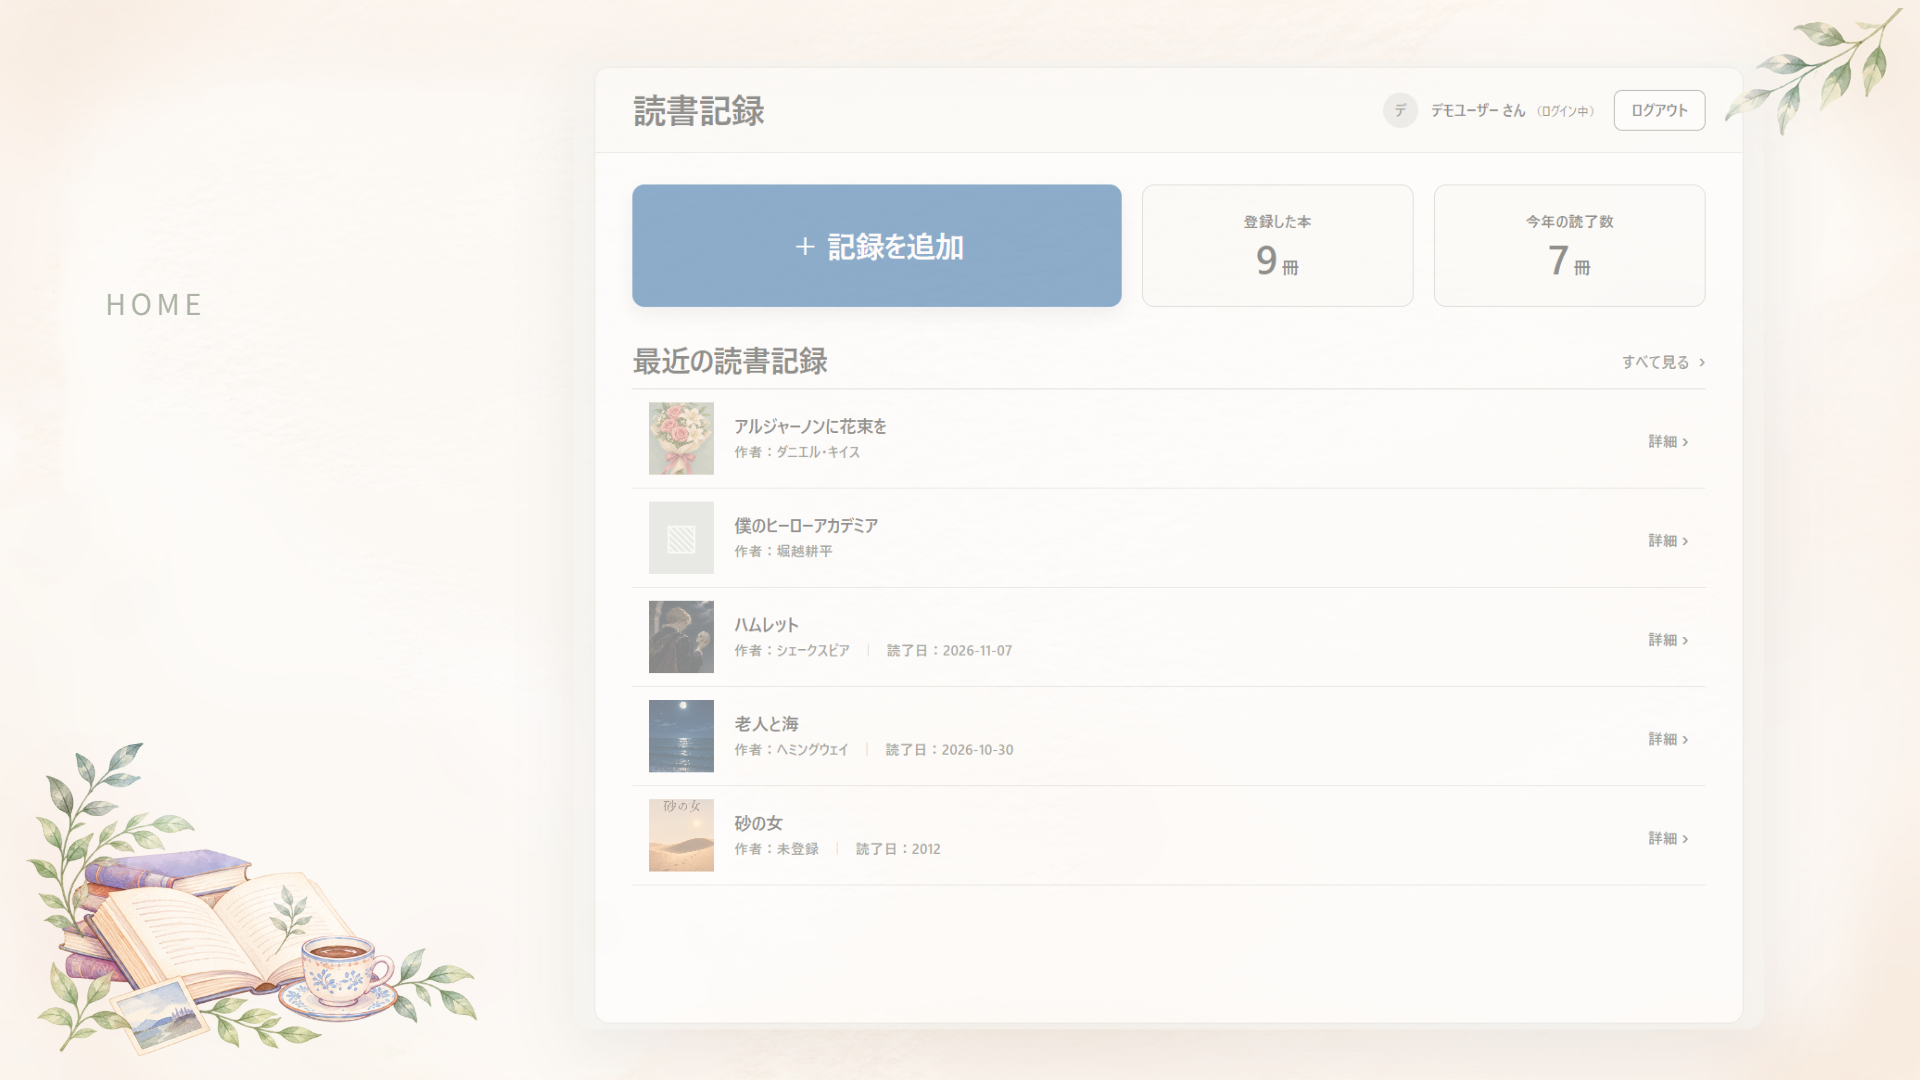 HOME
読書記録
デ デモユーザー さん （ログイン中） ログアウト
＋ 記録を追加
登録した本
9 冊
今年の読了数
7 冊
最近の読書記録
すべて見る ›
アルジャーノンに花束を
作者：ダニエル・キイス
詳細 ›
僕のヒーローアカデミア
作者：堀越耕平
詳細 ›
ハムレット
作者：シェークスピア | 読了日：2026-11-07
詳細 ›
老人と海
作者：ヘミングウェイ | 読了日：2026-10-30
詳細 ›
砂の女
砂の女
作者：未登録 | 読了日：2012
詳細 ›